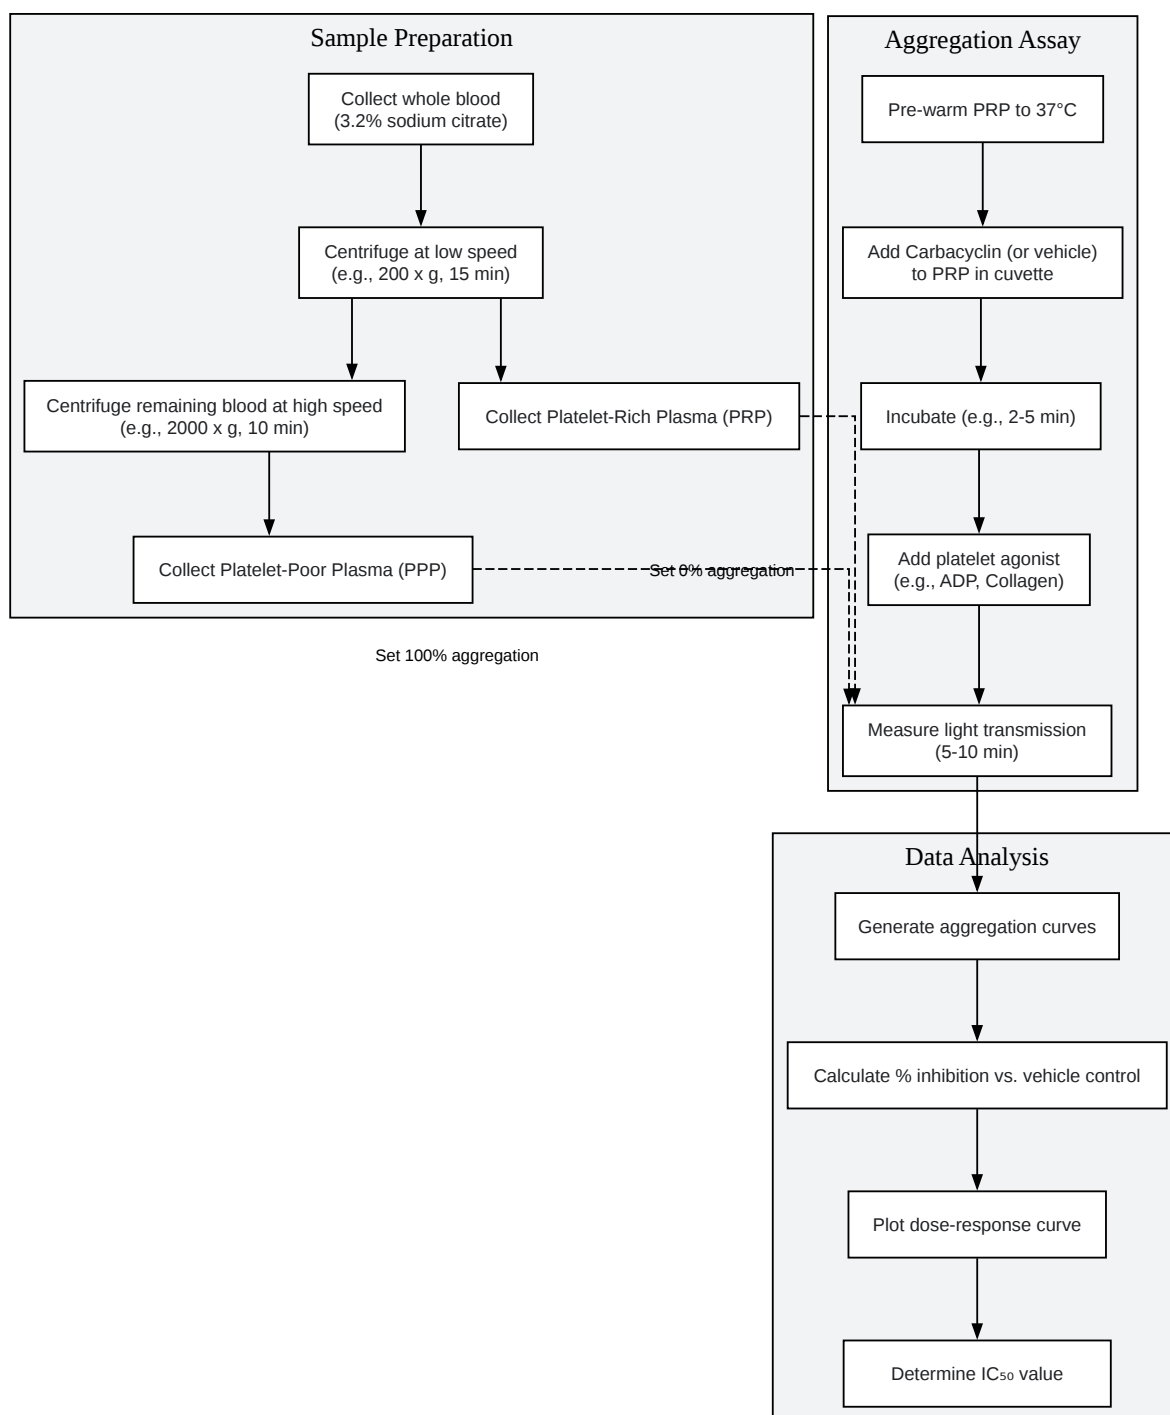 Sample Preparation
Collect whole blood
(3.2% sodium citrate)
Centrifuge at low speed
(e.g., 200 x g, 15 min)
Centrifuge remaining blood at high speed
(e.g., 2000 x g, 10 min)
Collect Platelet-Rich Plasma (PRP)
Collect Platelet-Poor Plasma (PPP)
Set 0% aggregation
Set 100% aggregation
Aggregation Assay
Pre-warm PRP to 37°C
Add Carbacyclin (or vehicle)
to PRP in cuvette
Incubate (e.g., 2-5 min)
Add platelet agonist
(e.g., ADP, Collagen)
Measure light transmission
(5-10 min)
Data Analysis
Generate aggregation curves
Calculate % inhibition vs. vehicle control
Plot dose-response curve
Determine IC₅₀ value